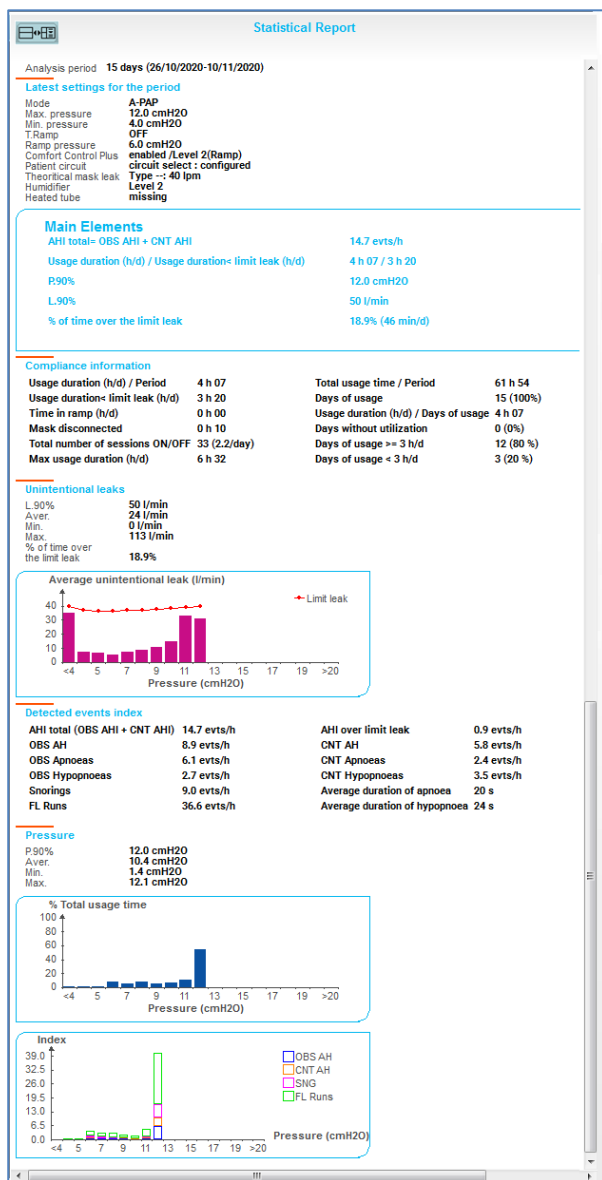 Statistical Report
Analysis period 15 days (26/10/2020-10/11/2020)
Latest settings for the period
Mode A-PAP
Max. pressure 12.0 cmH2O
Min. pressure 4.0 cmH2O
T.Ramp OFF
Ramp pressure 6.0 cmH2O
Comfort Control Plus enabled /Level 2(Ramp)
Patient circuit circuit select : configured
Theoritical mask leak Type --: 40 lpm
Humidifier Level 2
Heated tube missing
Main Elements
AHI total= OBS AHI + CNT AHI 14.7 evts/h
Usage duration (h/d) / Usage duration< limit leak (h/d) 4 h 07 / 3 h 20
P.90% 12.0 cmH2O
L.90% 50 l/min
% of time over the limit leak 18.9% (46 min/d)
Compliance information
Usage duration (h/d) / Period 4 h 07 Total usage time / Period 61 h 54
Usage duration< limit leak (h/d) 3 h 20 Days of usage 15 (100%)
Time in ramp (h/d) 0 h 00 Usage duration (h/d) / Days of usage 4 h 07
Mask disconnected 0 h 10 Days without utilization 0 (0%)
Total number of sessions ON/OFF 33 (2.2/day) Days of usage >= 3 h/d 12 (80 %)
Max usage duration (h/d) 6 h 32 Days of usage < 3 h/d 3 (20 %)
Unintentional leaks
L.90% 50 l/min
Aver. 24 l/min
Min. 0 l/min
Max. 113 l/min
% of time over
the limit leak 18.9%
Average unintentional leak (l/min)
Limit leak
40
30
20
10
0
<4 5 7 9 11 13 15 17 >20
Pressure (cmH2O)
Detected events index
AHI total (OBS AHI + CNT AHI) 14.7 evts/h AHI over limit leak 0.9 evts/h
OBS AH 8.9 evts/h CNT AH 5.8 evts/h
OBS Apnoeas 6.1 evts/h CNT Apnoeas 2.4 evts/h
OBS Hypopnoeas 2.7 evts/h CNT Hypopnoeas 3.5 evts/h
Snorings 9.0 evts/h Average duration of apnoea 20 s
FL Runs 36.6 evts/h Average duration of hypopnoea 24 s
Pressure
P.90% 12.0 cmH2O
Aver. 10.4 cmH2O
Min. 1.4 cmH2O
Max. 12.1 cmH2O
% Total usage time
100
80
60
40
20
0
<4 5 7 9 11 13 15 17 >20
Pressure (cmH2O)
Index
39.0
32.5
26.0
19.5
13.0
6.5
0
OBS AH
CNT AH
SNG
FL Runs
Pressure (cmH2O)
<4 5 7 9 11 13 15 17 >20